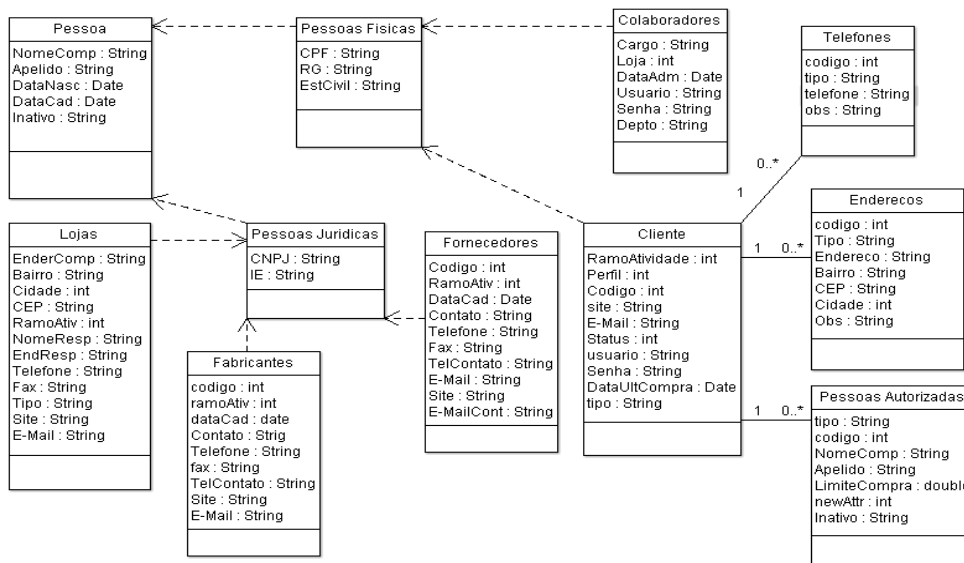 Pessoa
NomeComp : String
Apelido : String
DataNasc : Date
DataCad : Date
Inativo : String
Pessoas Fisicas
CPF : String
RG : String
EstCivil : String
Colaboradores
Cargo : String
Loja : int
DataAdm : Date
Usuario : String
Senha : String
Depto : String
Telefones
codigo : int
tipo : String
telefone : String
obs : String
0..*
1
Lojas
EnderComp : String
Bairro : String
Cidade : int
CEP : String
RamoAtiv : int
NomeResp : String
EndResp : String
Telefone : String
Fax : String
Tipo : String
Site : String
E-Mail : String
Pessoas Juridicas
CNPJ : String
IE : String
Fornecedores
Codigo : int
RamoAtiv : int
DataCad : Date
Contato : String
Telefone : String
Fax : String
TelContato : String
E-Mail : String
Site : String
E-MailCont : String
Cliente
RamoAtividade : int
Perfil : int
Codigo : int
site : String
E-Mail : String
Status : int
usuario : String
Senha : String
DataUltCompra : Date
tipo : String
1 0..*
Enderecos
codigo : int
Tipo : String
Endereco : String
Bairro : String
CEP : String
Cidade : int
Obs : String
Fabricantes
codigo : int
ramoAtiv : int
dataCad : date
Contato : Strig
Telefone : String
fax : String
TelContato : String
Site : String
E-Mail : String
1 0..*
Pessoas Autorizadas
tipo : String
codigo : int
NomeComp : String
Apelido : String
LimiteCompra : double
newAttr : int
Inativo : String